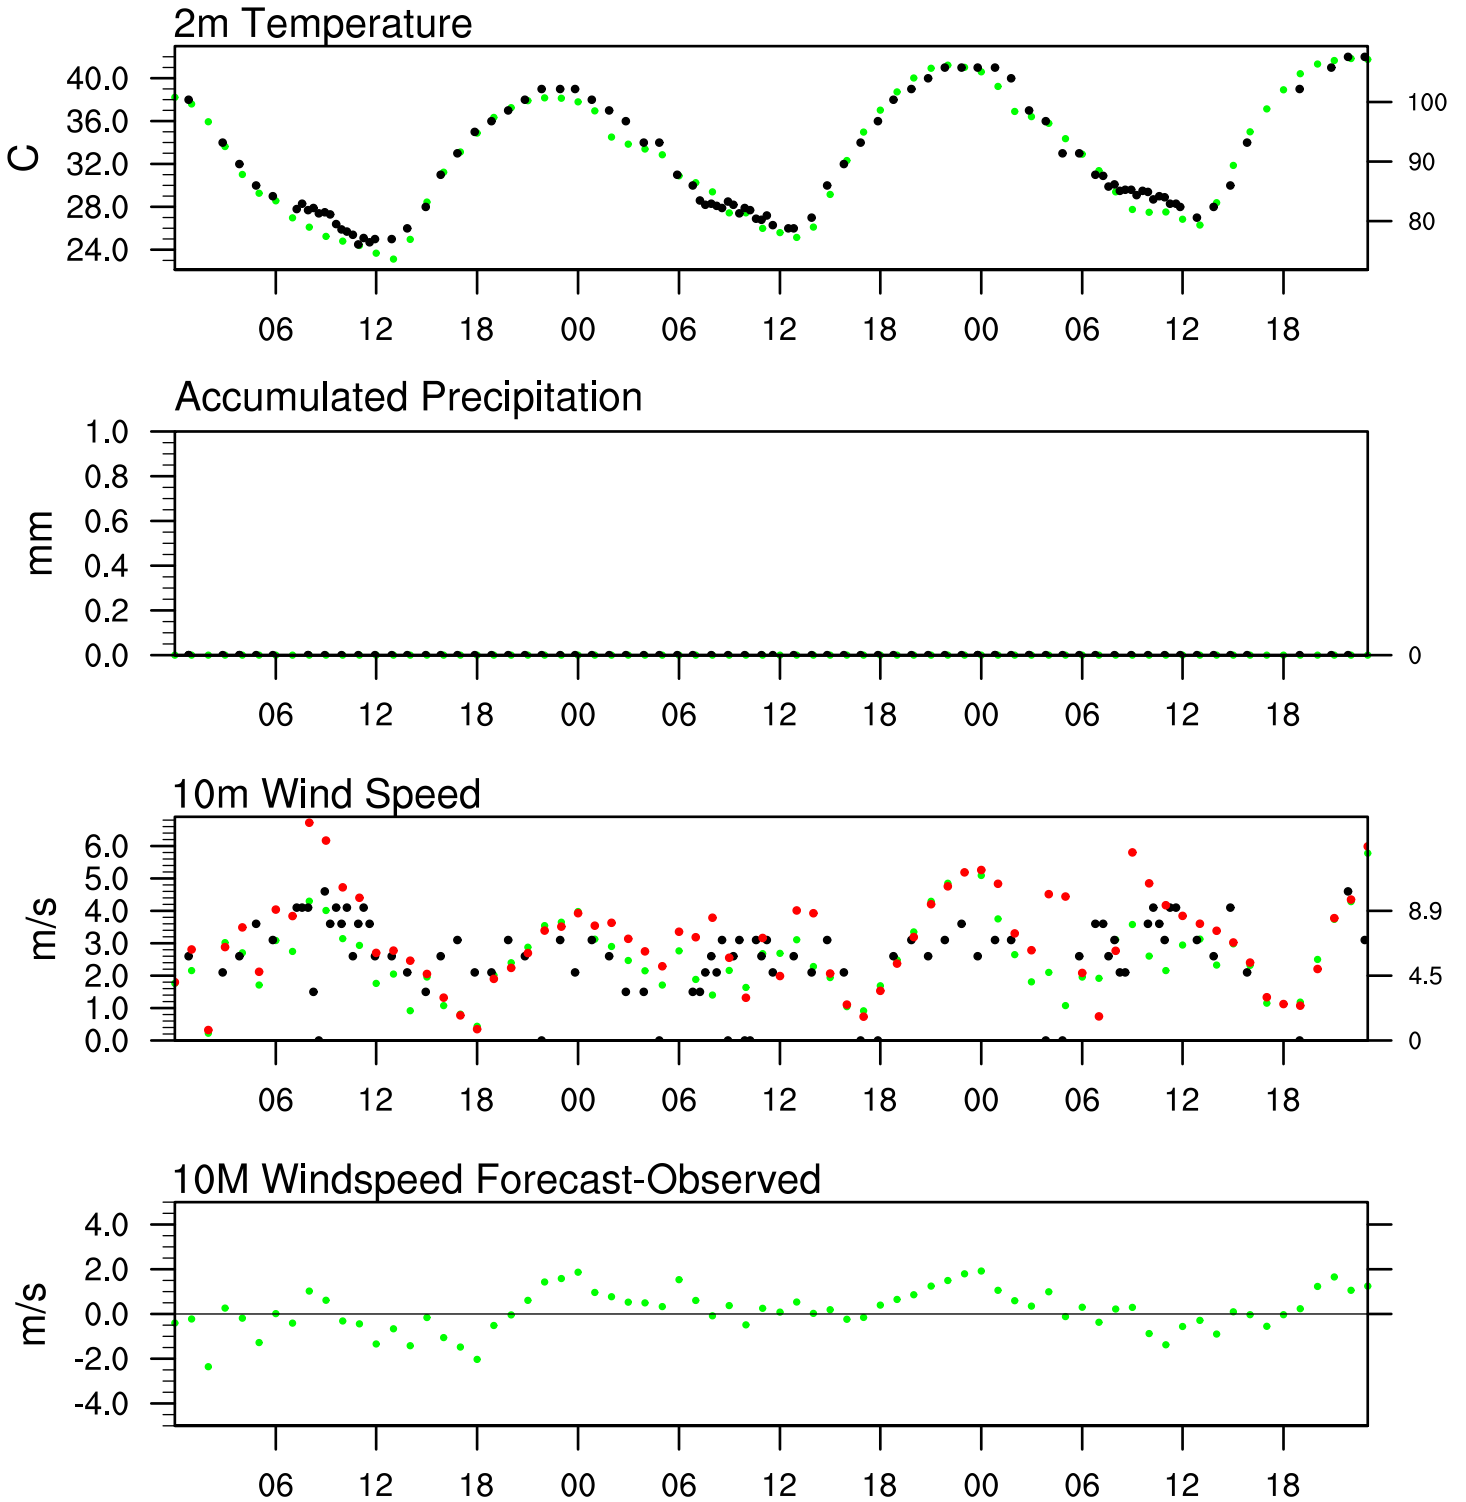 2m Temperature
C
40.0
36.0
32.0
28.0
24.0
100
90
80
06 12 18 00 06 12 18 00 06 12 18
Accumulated Precipitation
mm
1.0
0.8
0.6
0.4
0.2
0.0
0
06 12 18 00 06 12 18 00 06 12 18
10m Wind Speed
m/s
6.0
5.0
4.0
3.0
2.0
1.0
0.0
8.9
4.5
0
06 12 18 00 06 12 18 00 06 12 18
10M Windspeed Forecast-Observed
m/s
4.0
2.0
0.0
-2.0
-4.0
06 12 18 00 06 12 18 00 06 12 18